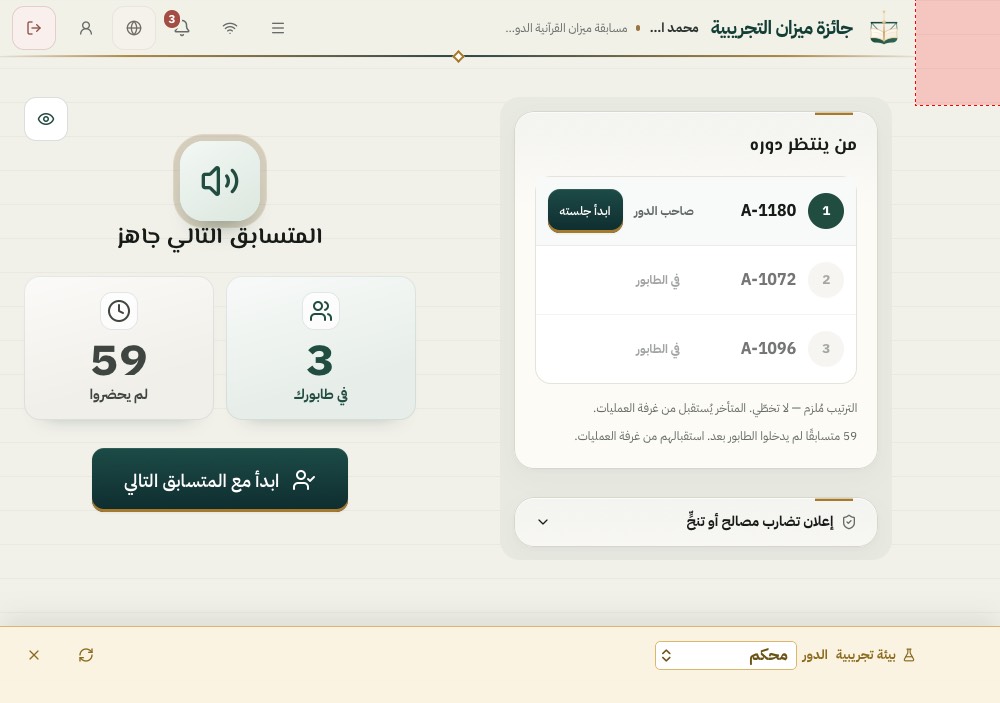 جائزة ميزان التجريبية
محمد ا...
مسابقة ميزان القرآنية الدو...
3
من ينتظر دوره
1 A-1180 صاحب الدور ابدأ جلسته
2 A-1072 في الطابور
3 A-1096 في الطابور
الترتيب مُلزم — لا تخطّي. المتأخر يُستقبل من غرفة العمليات.
59 متسابقًا لم يدخلوا الطابور بعد. استقبالهم من غرفة العمليات.
إعلان تضارب مصالح أو تنحٍّ
المتسابق التالي جاهز
3
في طابورك
59
لم يحضروا
ابدأ مع المتسابق التالي
بيئة تجريبية الدور محكم